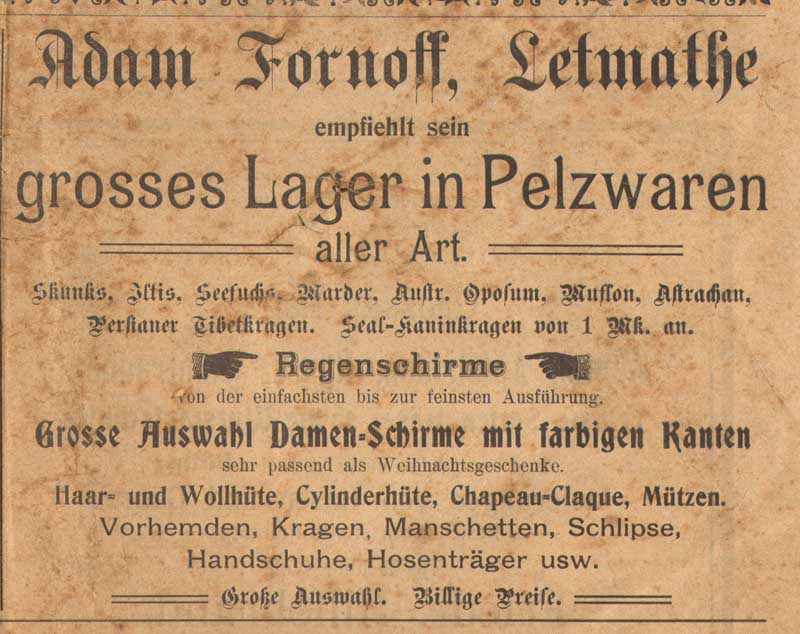 Adam Fornoff, Letmathe
empfiehlt sein
grosses Lager in Pelzwaren
aller Art.
Skunks, Iltis, Seefuchs, Marder, Austr. Oposum, Mufflon, Astrachan,
Persianer Tibetkragen. Seal-Kaninkragen von 1 Mk. an.
Regenschirme
von der einfachsten bis zur feinsten Ausführung.
Grosse Auswahl Damen-Schirme mit farbigen Kanten
sehr passend als Weihnachtsgeschenke.
Haar- und Wollhüte, Cylinderhüte, Chapeau-Claque, Mützen.
Vorhemden, Kragen, Manschetten, Schlipse,
Handschuhe, Hosenträger usw.
Große Auswahl. Billige Preise.